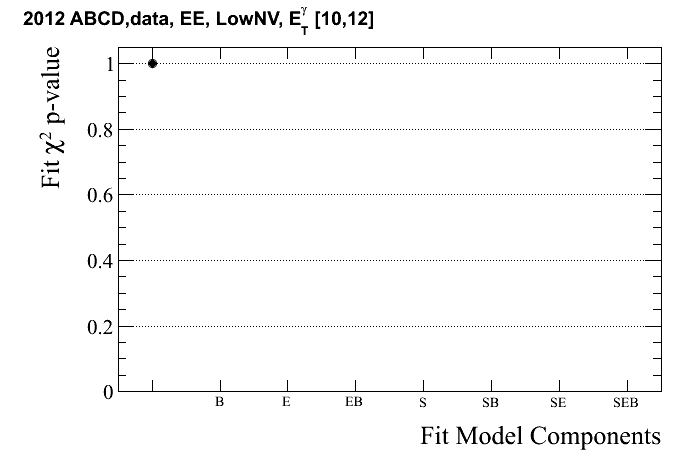 2012 ABCD,data, EE, LowNV, E_T^γ [10,12]
Fit χ² p-value
1
0.8
0.6
0.4
0.2
0
B E EB S SB SE SEB
Fit Model Components